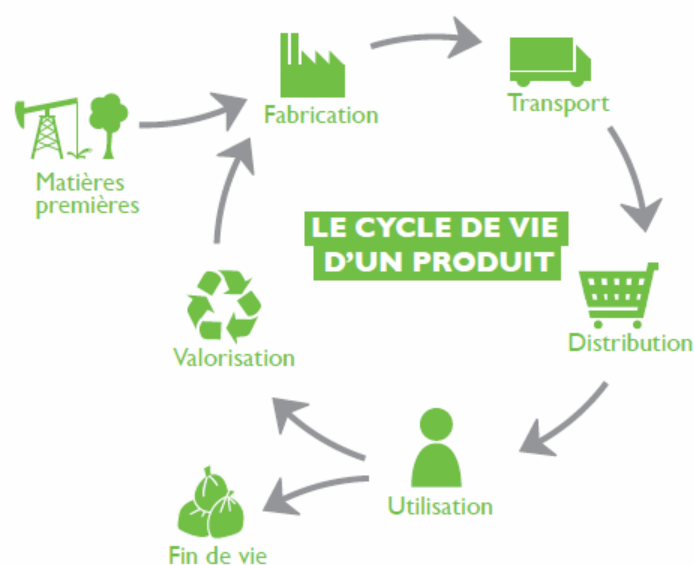 Fabrication
Transport
Matières
premières
LE CYCLE DE VIE
D'UN PRODUIT
Distribution
Valorisation
Utilisation
Fin de vie